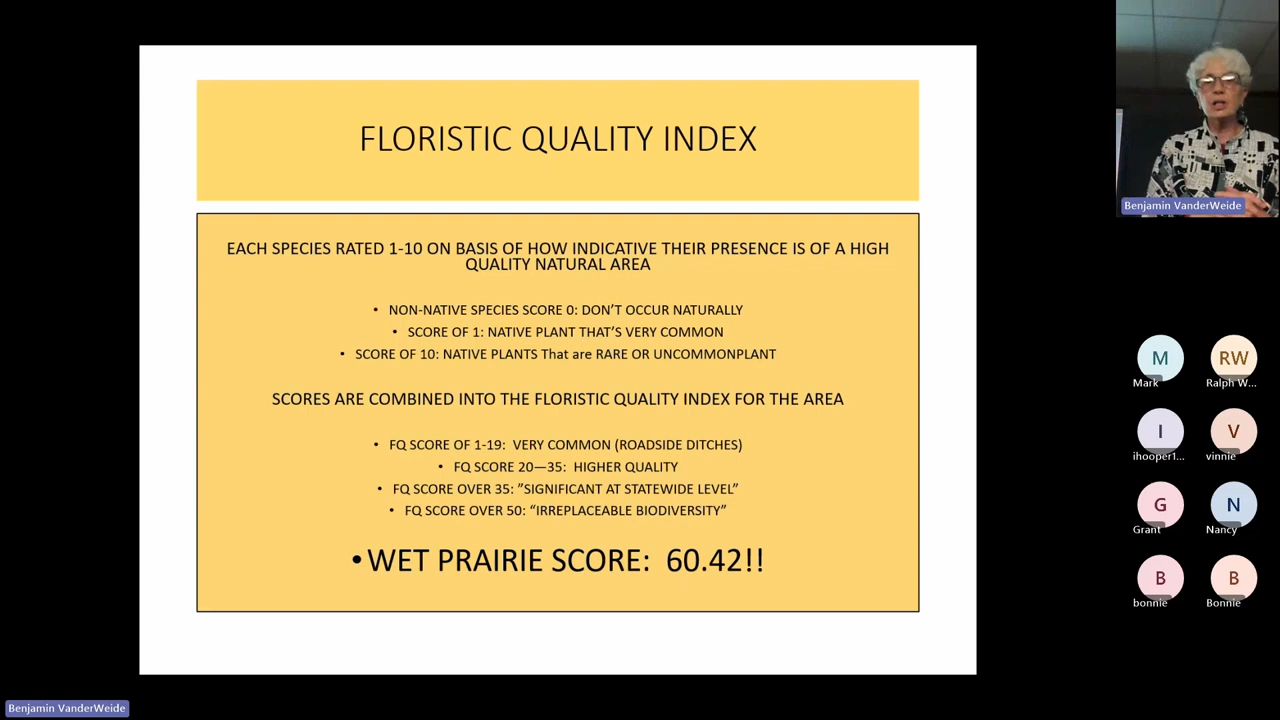 FLORISTIC QUALITY INDEX
EACH SPECIES RATED 1-10 ON BASIS OF HOW INDICATIVE THEIR PRESENCE IS OF A HIGH
QUALITY NATURAL AREA
• NON-NATIVE SPECIES SCORE 0: DON'T OCCUR NATURALLY
• SCORE OF 1: NATIVE PLANT THAT'S VERY COMMON
• SCORE OF 10: NATIVE PLANTS That are RARE OR UNCOMMONPLANT
SCORES ARE COMBINED INTO THE FLORISTIC QUALITY INDEX FOR THE AREA
• FQ SCORE OF 1-19: VERY COMMON (ROADSIDE DITCHES)
• FQ SCORE 20—35: HIGHER QUALITY
• FQ SCORE OVER 35: "SIGNIFICANT AT STATEWIDE LEVEL"
• FQ SCORE OVER 50: "IRREPLACEABLE BIODIVERSITY"
• WET PRAIRIE SCORE: 60.42!!
Benjamin VanderWeide
M
Mark
RW
Ralph W...
I
ihooper1...
V
vinnie
G
Grant
N
Nancy
B
bonnie
B
Bonnie
Benjamin VanderWeide